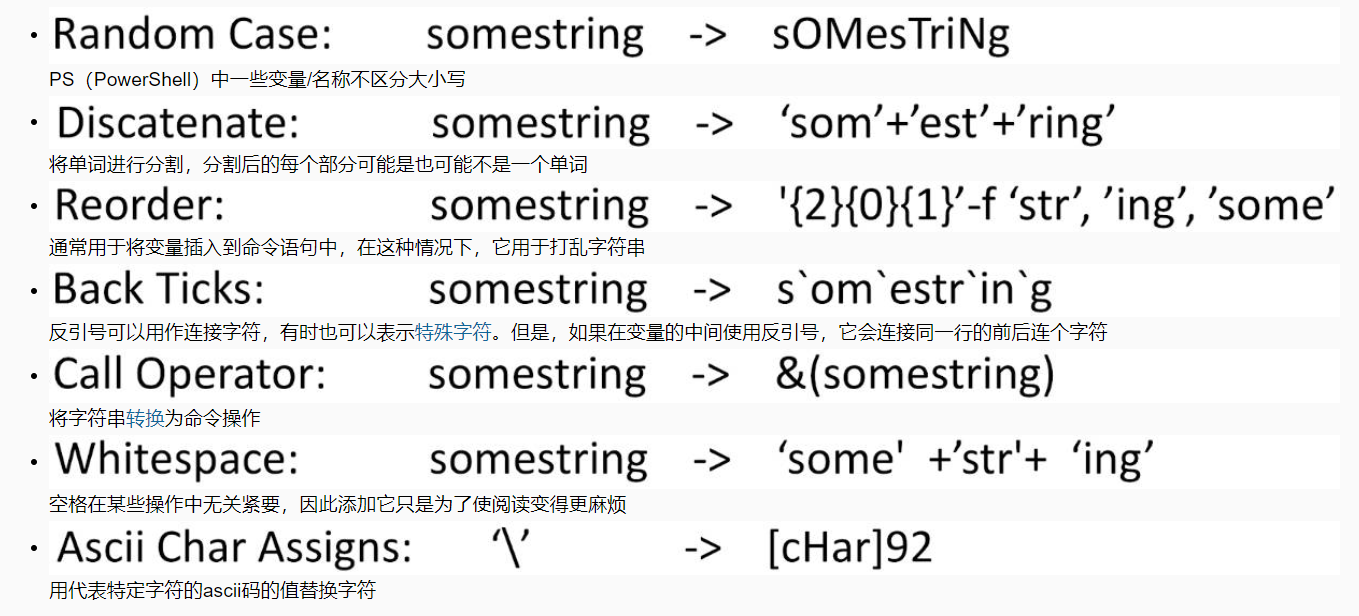 • Random Case: somestring -> sOMesTriNg
PS（PowerShell）中一些变量/名称不区分大小写
• Discatenate: somestring -> ‘som’+’est’+’ring’
将单词进行分割，分割后的每个部分可能是也可能不是一个单词
• Reorder: somestring -> '{2}{0}{1}’-f ‘str’, ’ing’, ’some’
通常用于将变量插入到命令语句中，在这种情况下，它用于打乱字符串
• Back Ticks: somestring -> s`om`estr`in`g
反引号可以用作连接字符，有时也可以表示特殊字符。但是，如果在变量的中间使用反引号，它会连接同一行的前后连个字符
• Call Operator: somestring -> &(somestring)
将字符串转换为命令操作
• Whitespace: somestring -> ‘some' +’str'+ ‘ing’
空格在某些操作中无关紧要，因此添加它只是为了使阅读变得更麻烦
• Ascii Char Assigns: ‘\’ -> [cHar]92
用代表特定字符的ascii码的值替换字符